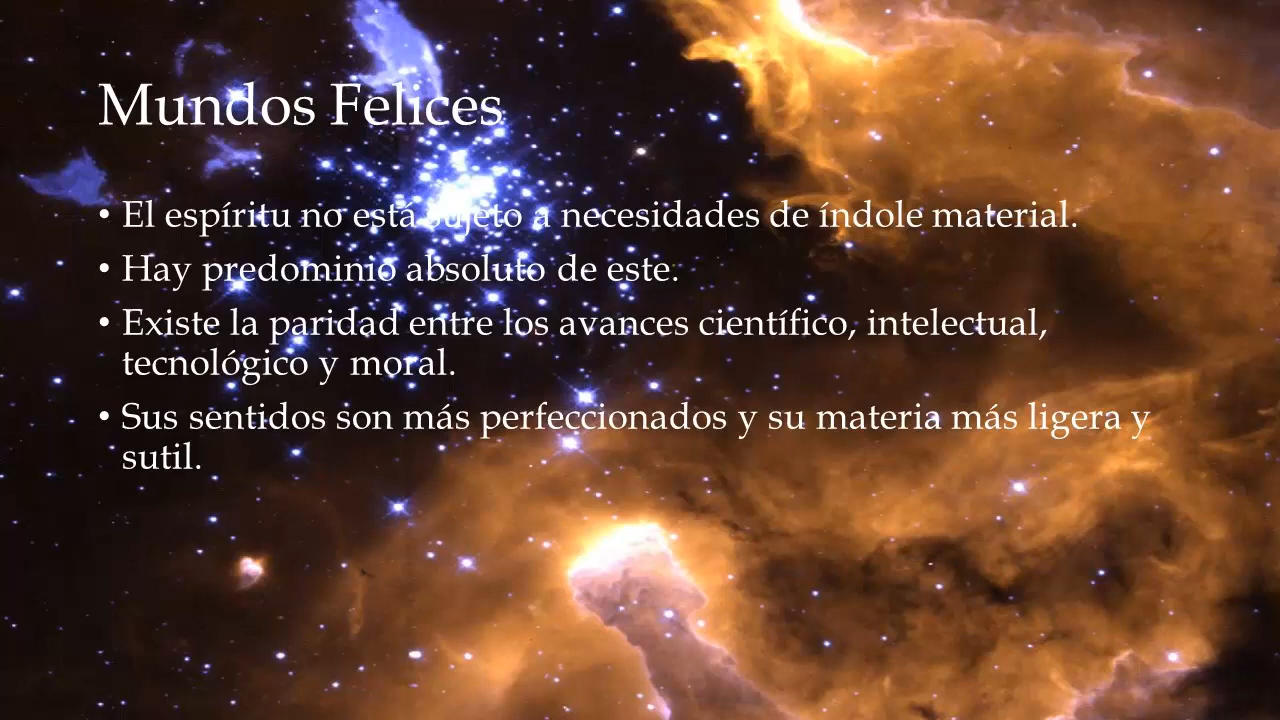 Mundos Felices
• El espíritu no está sujeto a necesidades de índole material.
• Hay predominio absoluto de este.
• Existe la paridad entre los avances científico, intelectual,
tecnológico y moral.
• Sus sentidos son más perfeccionados y su materia más ligera y
sutil.